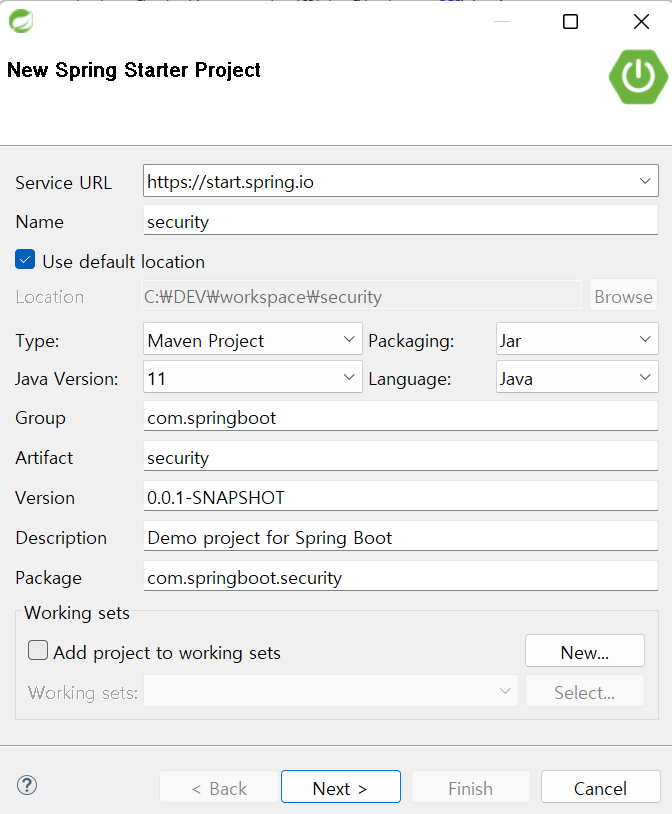 New Spring Starter Project
Service URL https://start.spring.io
Name security
Use default location
Location C:₩DEV₩workspace₩security Browse
Type: Maven Project Packaging: Jar
Java Version: 11 Language: Java
Group com.springboot
Artifact security
Version 0.0.1-SNAPSHOT
Description Demo project for Spring Boot
Package com.springboot.security
Working sets
Add project to working sets New...
Working sets: Select...
? < Back Next > Finish Cancel